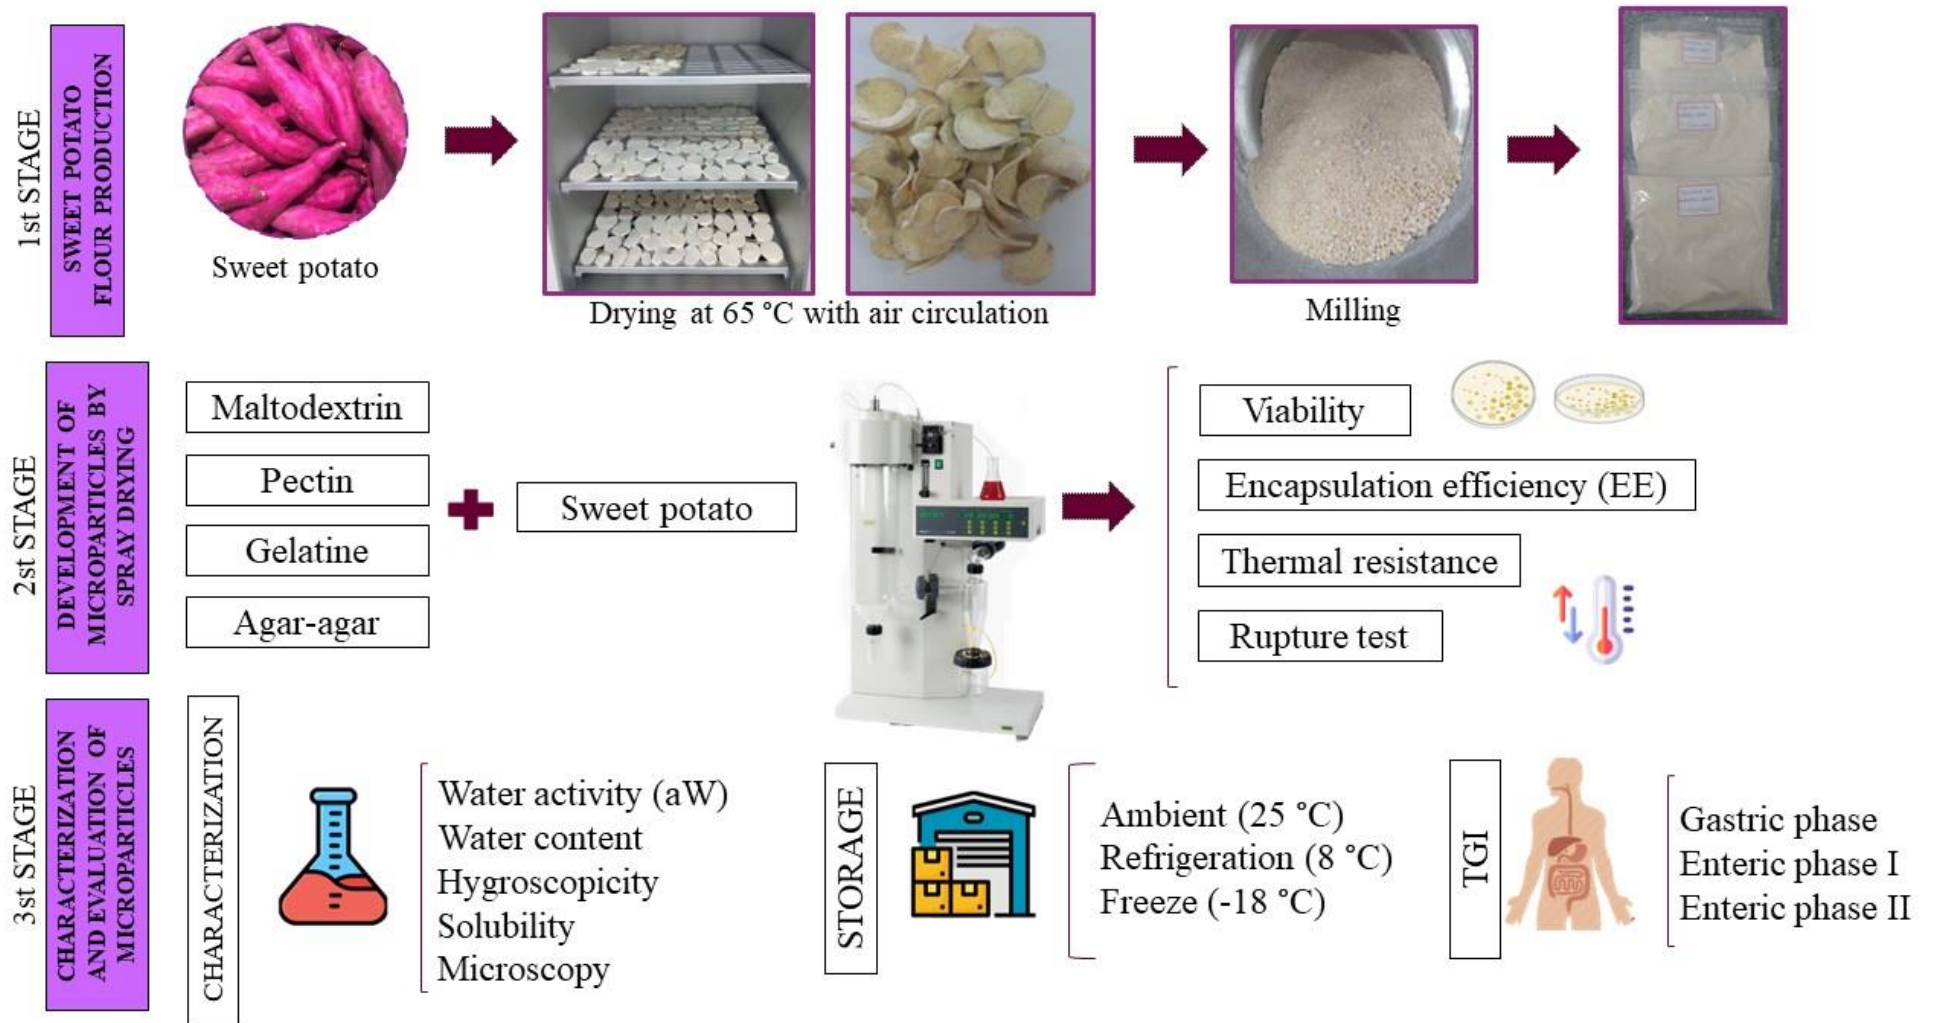 1st STAGE
SWEET POTATO
FLOUR PRODUCTION
Sweet potato
Drying at 65 °C with air circulation
Milling
2st STAGE
DEVELOPMENT OF
MICROPARTICLES BY
SPRAY DRYING
Maltodextrin
Pectin
Gelatine
Agar-agar
Sweet potato
Viability
Encapsulation efficiency (EE)
Thermal resistance
Rupture test
3st STAGE
CHARACTERIZATION
AND EVALUATION OF
MICROPARTICLES
CHARACTERIZATION
Water activity (aW)
Water content
Hygroscopicity
Solubility
Microscopy
STORAGE
Ambient (25 °C)
Refrigeration (8 °C)
Freeze (-18 °C)
TGI
Gastric phase
Enteric phase I
Enteric phase II